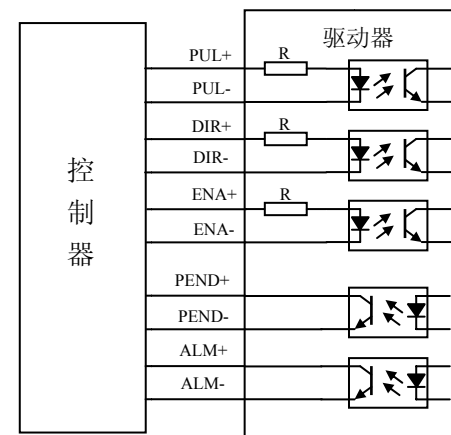 驱动器
PUL+
R
PUL-
DIR+
R
DIR-
ENA+
R
ENA-
控制器
PEND+
PEND-
ALM+
ALM-